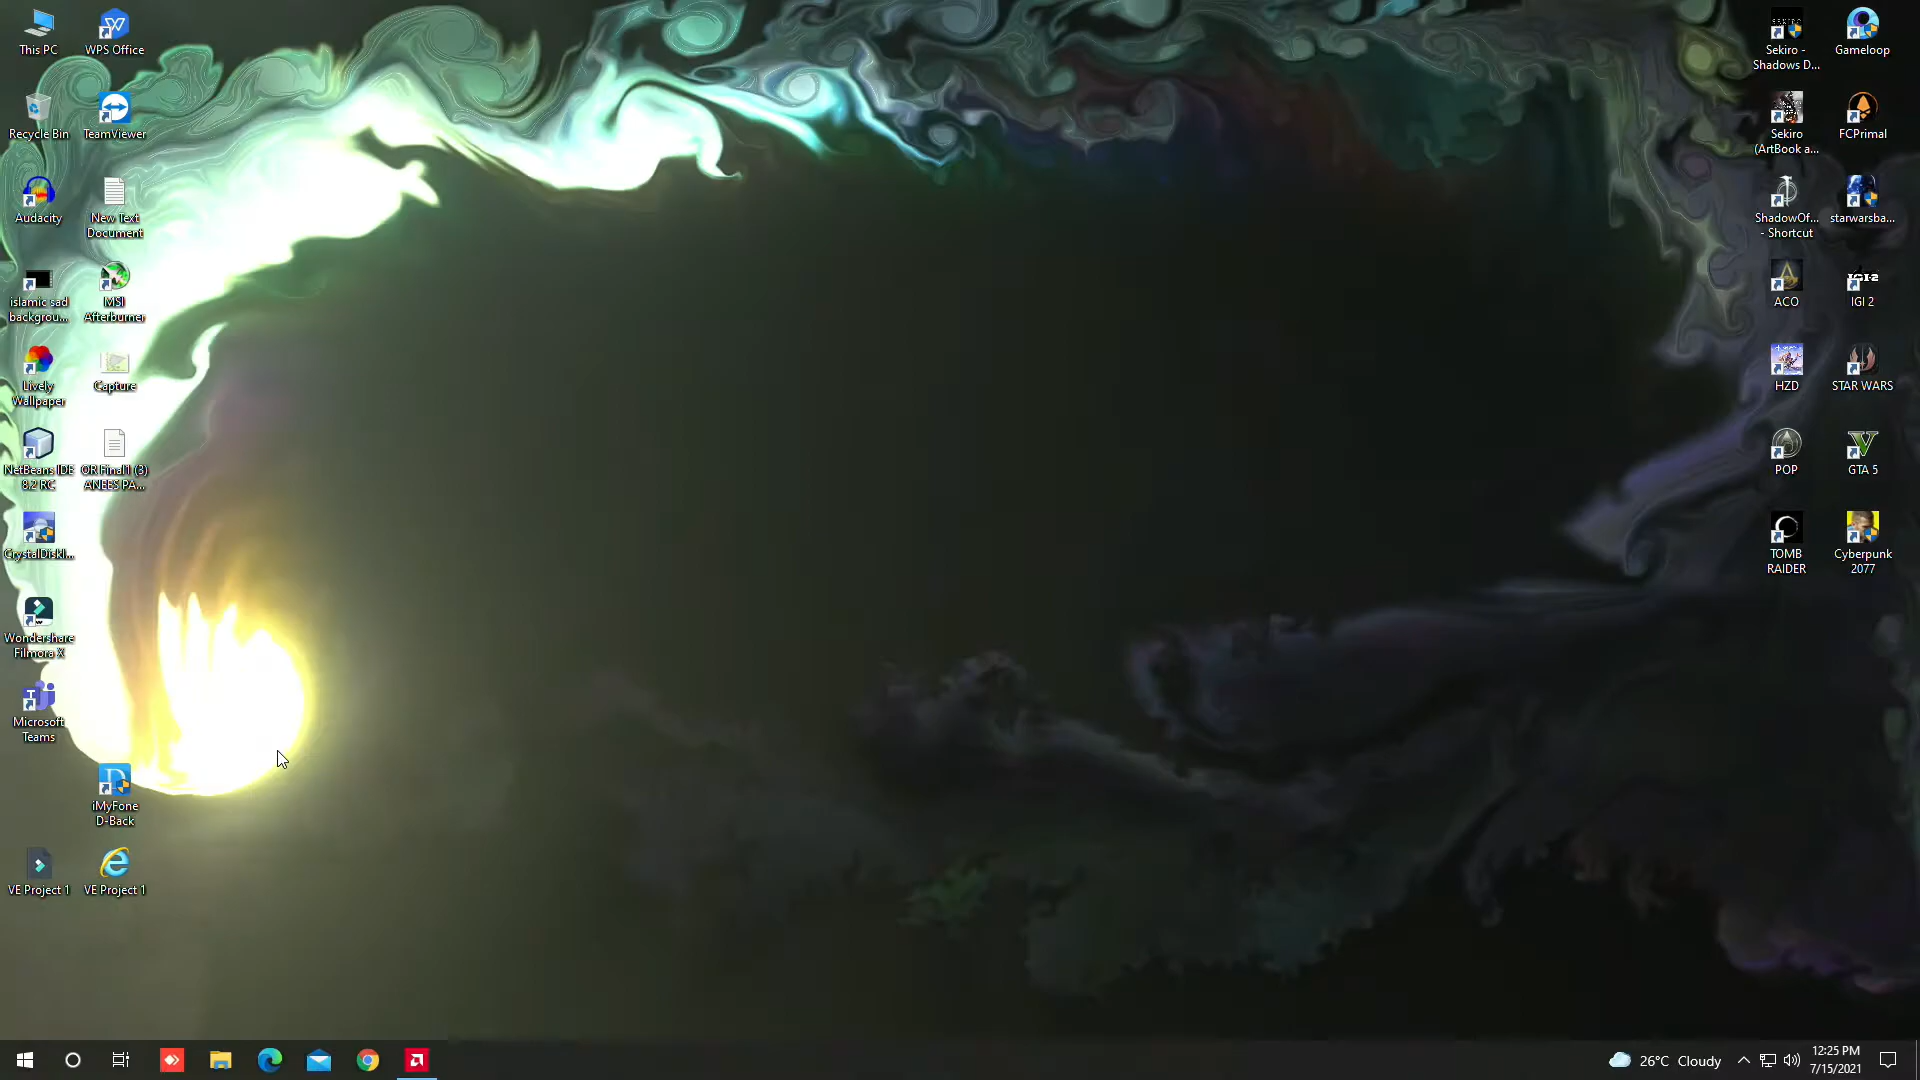 This PC
WPS Office
Recycle Bin
TeamViewer
Audacity
New Text
Document
islamic sad
backgrou...
MSI
Afterburner
Lively
Wallpaper
Capture
NetBeans IDE
8.2 RC
OR Final1 (3)
ANEES PA...
CrystalDiskI...
Wondershare
Filmora X
Microsoft
Teams
iMyFone
D-Back
VE Project 1
VE Project 1
Sekiro -
Shadows D...
Gameloop
Sekiro
(ArtBook a...
FCPrimal
ShadowOf...
- Shortcut
starwarsba...
ACO
IGI 2
HZD
STAR WARS
POP
GTA 5
TOMB
RAIDER
Cyberpunk
2077
26°C Cloudy
12:25 PM
7/15/2021